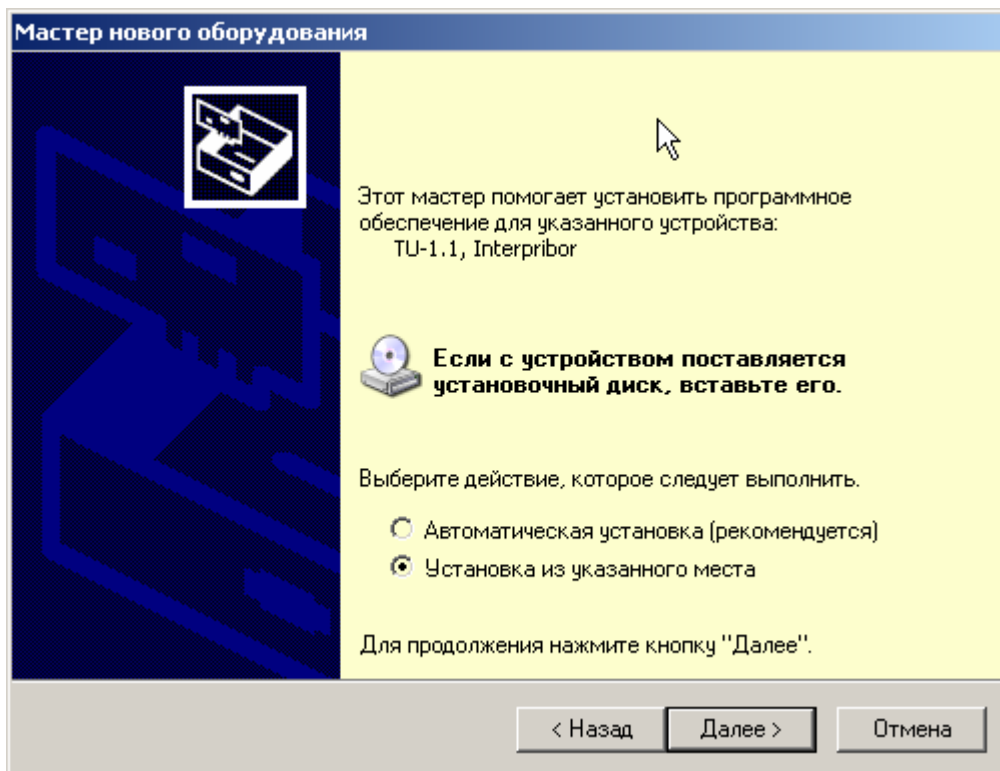 Мастер нового оборудования
Этот мастер помогает установить программное
обеспечение для указанного устройства:
TU-1.1, Interpribor
Если с устройством поставляется
установочный диск, вставьте его.
Выберите действие, которое следует выполнить.
Автоматическая установка (рекомендуется)
Установка из указанного места
Для продолжения нажмите кнопку "Далее".
< Назад
Далее >
Отмена